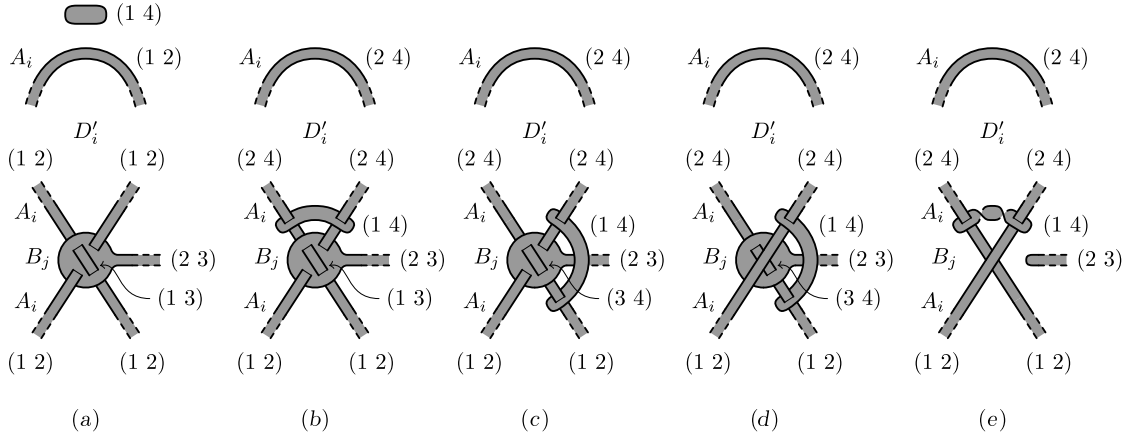 (1 4)
A_i (1 2) A_i (2 4) A_i (2 4) A_i (2 4) A_i (2 4)
D'_i D'_i D'_i D'_i D'_i
(1 2) (1 2) (2 4) (2 4) (2 4) (2 4) (2 4) (2 4) (2 4) (2 4)
A_i A_i A_i A_i A_i
(1 4) (1 4) (1 4) (1 4)
B_j (2 3) B_j (2 3) B_j (2 3) B_j (2 3) B_j (2 3)
A_i (1 3) A_i (1 3) A_i (3 4) A_i (3 4) A_i
(1 2) (1 2) (1 2) (1 2) (1 2) (1 2) (1 2) (1 2) (1 2) (1 2)
(a) (b) (c) (d) (e)